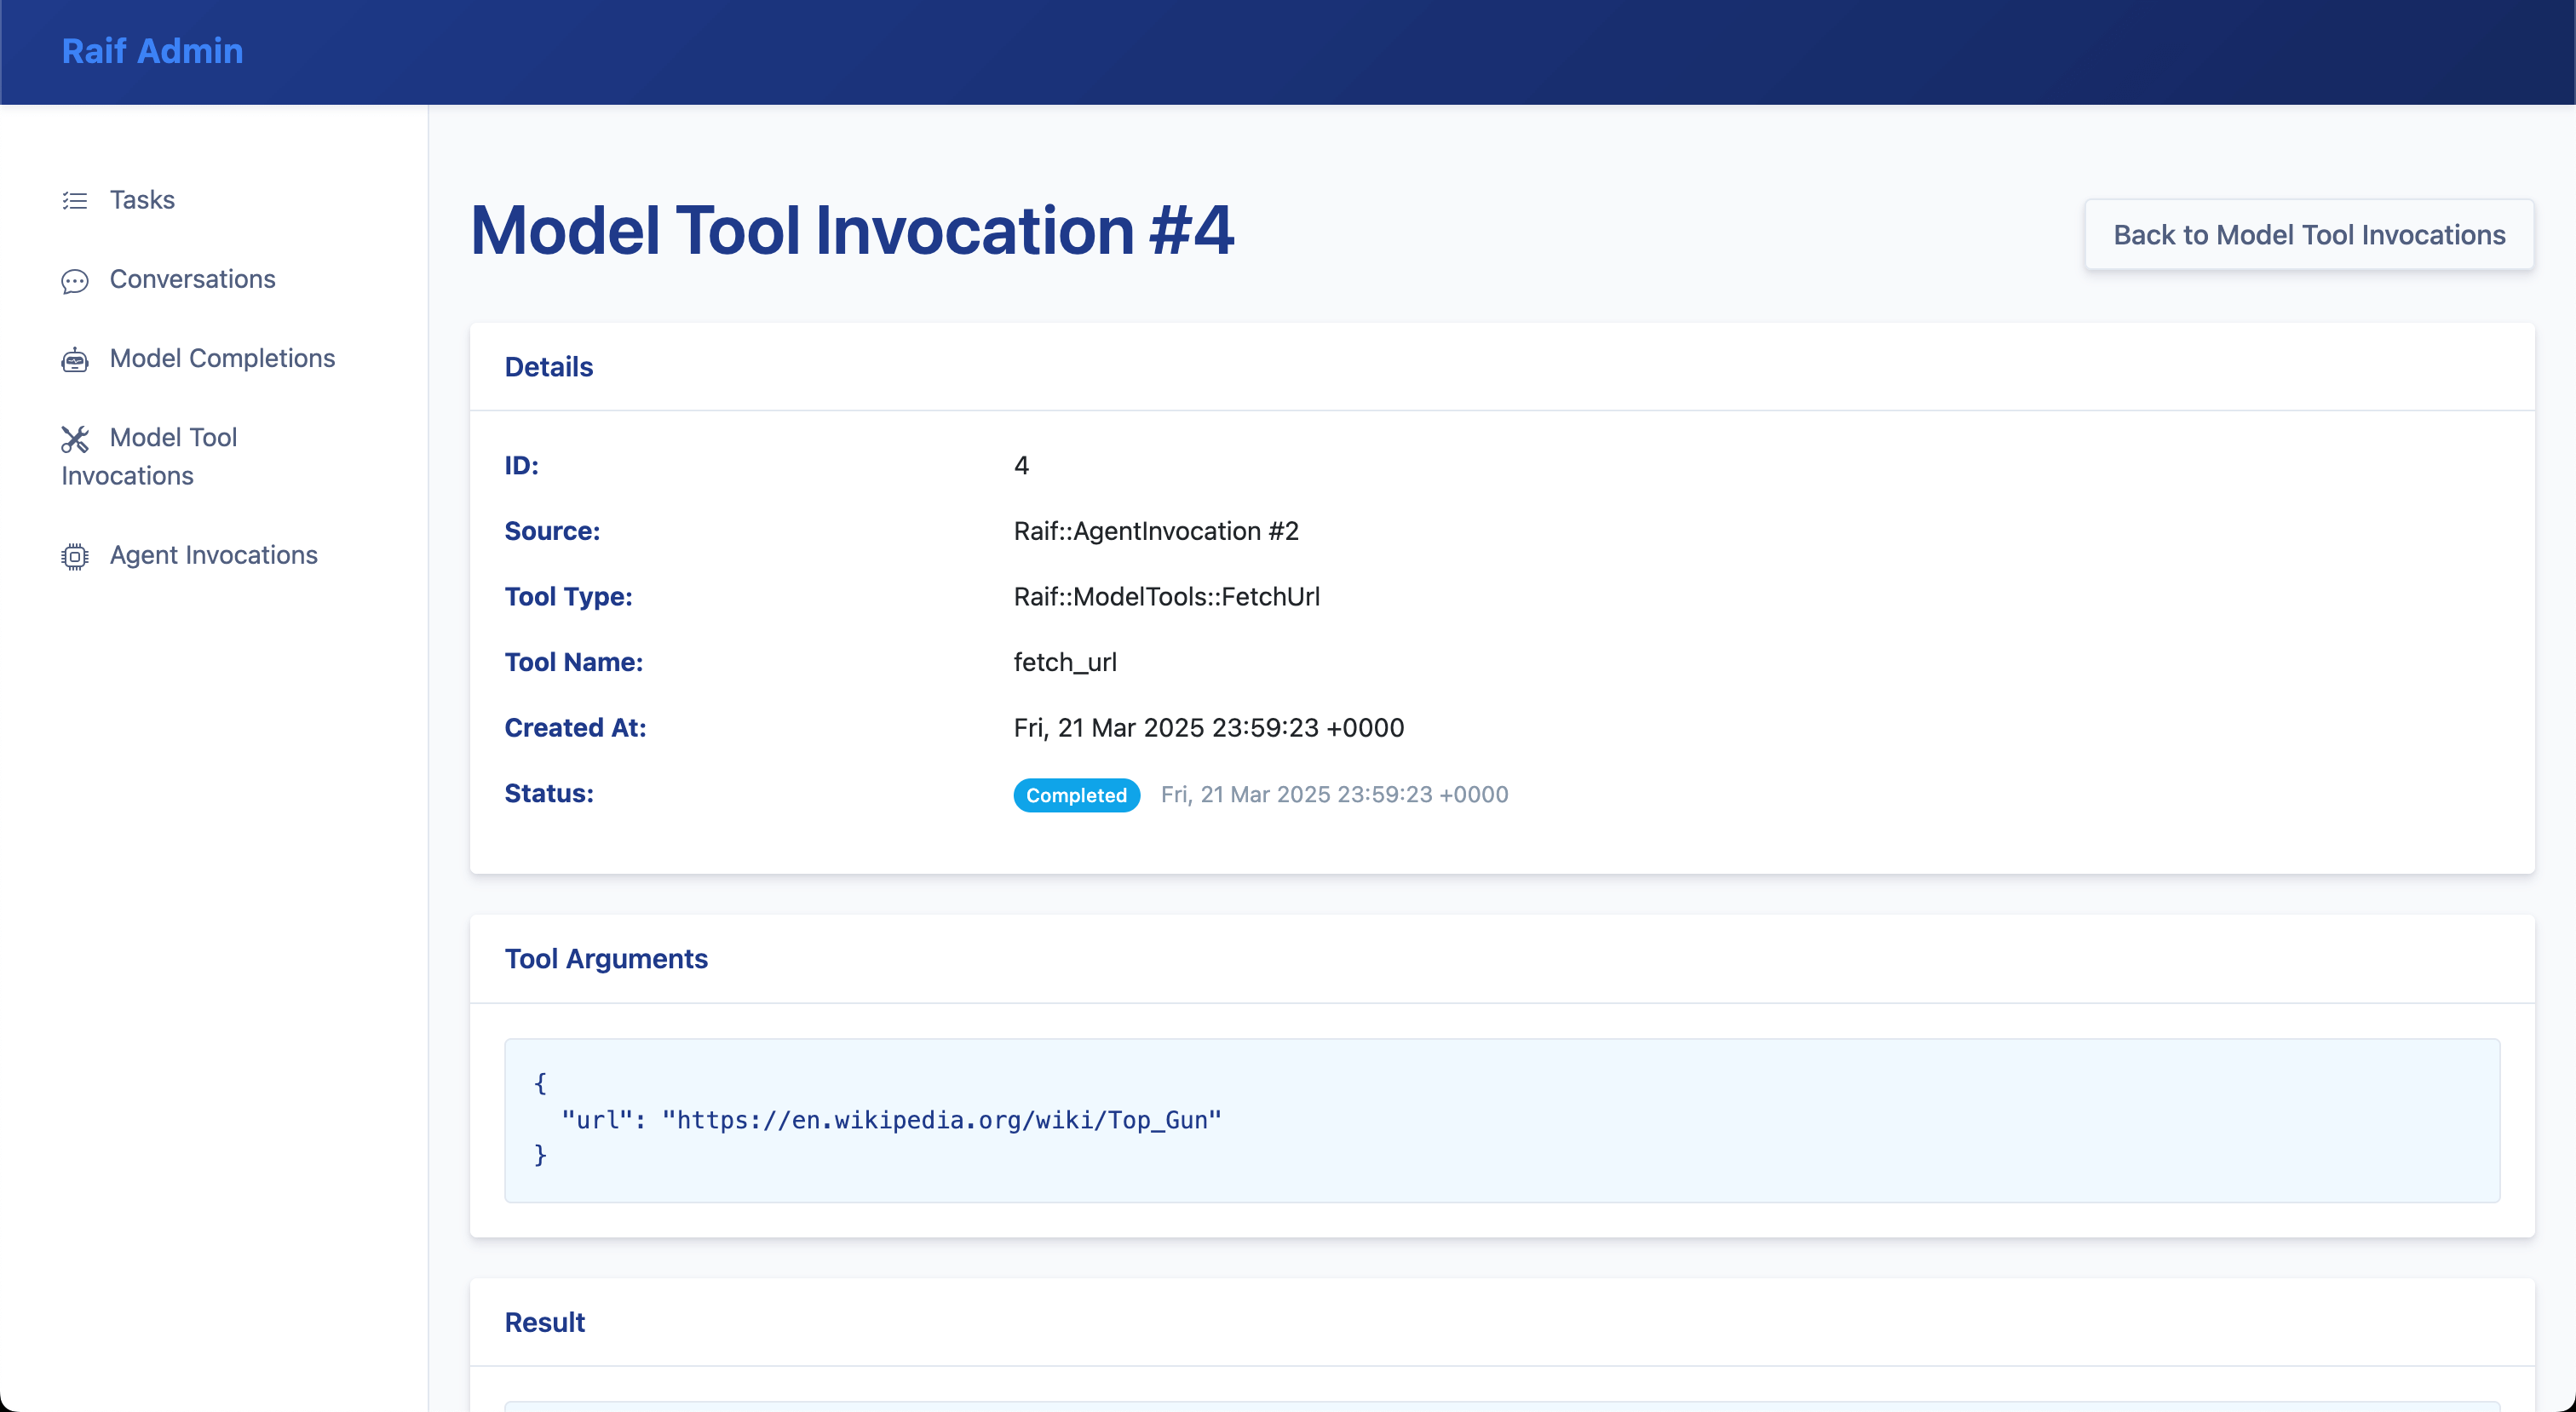 Raif Admin
Tasks
Conversations
Model Completions
Model Tool
Invocations
Agent Invocations
Model Tool Invocation #4
Back to Model Tool Invocations
Details
ID: 4
Source: Raif::AgentInvocation #2
Tool Type: Raif::ModelTools::FetchUrl
Tool Name: fetch_url
Created At: Fri, 21 Mar 2025 23:59:23 +0000
Status: Completed Fri, 21 Mar 2025 23:59:23 +0000
Tool Arguments
{
  "url": "https://en.wikipedia.org/wiki/Top_Gun"
}
Result